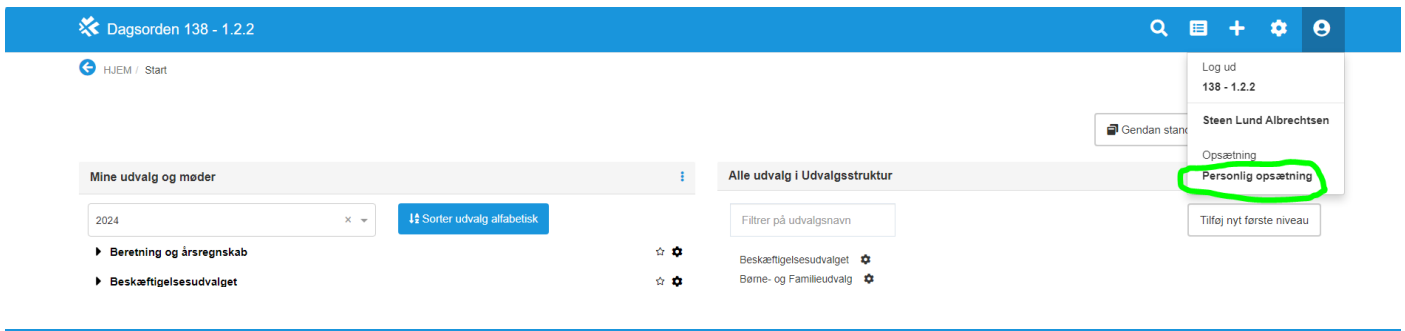 Dagsorden 138 - 1.2.2
HJEM / Start
Log ud
138 - 1.2.2
Steen Lund Albrechtsen
Opsætning
Personlig opsætning
Gendan stand
Mine udvalg og møder
2024
Sorter udvalg alfabetisk
Beretning og årsregnskab
Beskæftigelsesudvalget
Alle udvalg i Udvalgsstruktur
Filtrer på udvalgsnavn
Tilføj nyt første niveau
Beskæftigelsesudvalget
Børne- og Familieudvalg